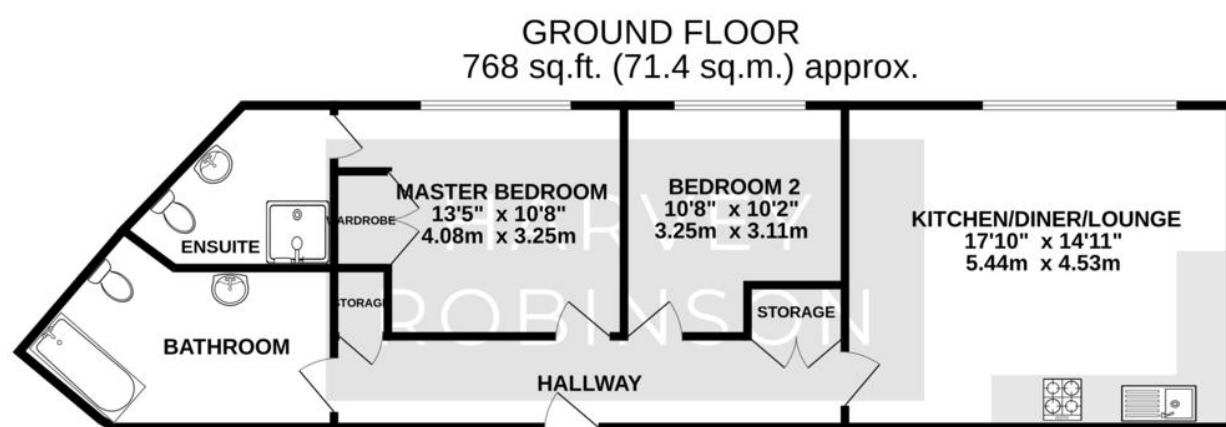 GROUND FLOOR
768 sq.ft. (71.4 sq.m.) approx.
MASTER BEDROOM
13'5" x 10'8"
4.08m x 3.25m
BEDROOM 2
10'8" x 10'2"
3.25m x 3.11m
KITCHEN/DINER/LOUNGE
17'10" x 14'11"
5.44m x 4.53m
WARDROBE
ENSUITE
STORAGE
STORAGE
BATHROOM
HALLWAY
HARVEY
ROBINSON